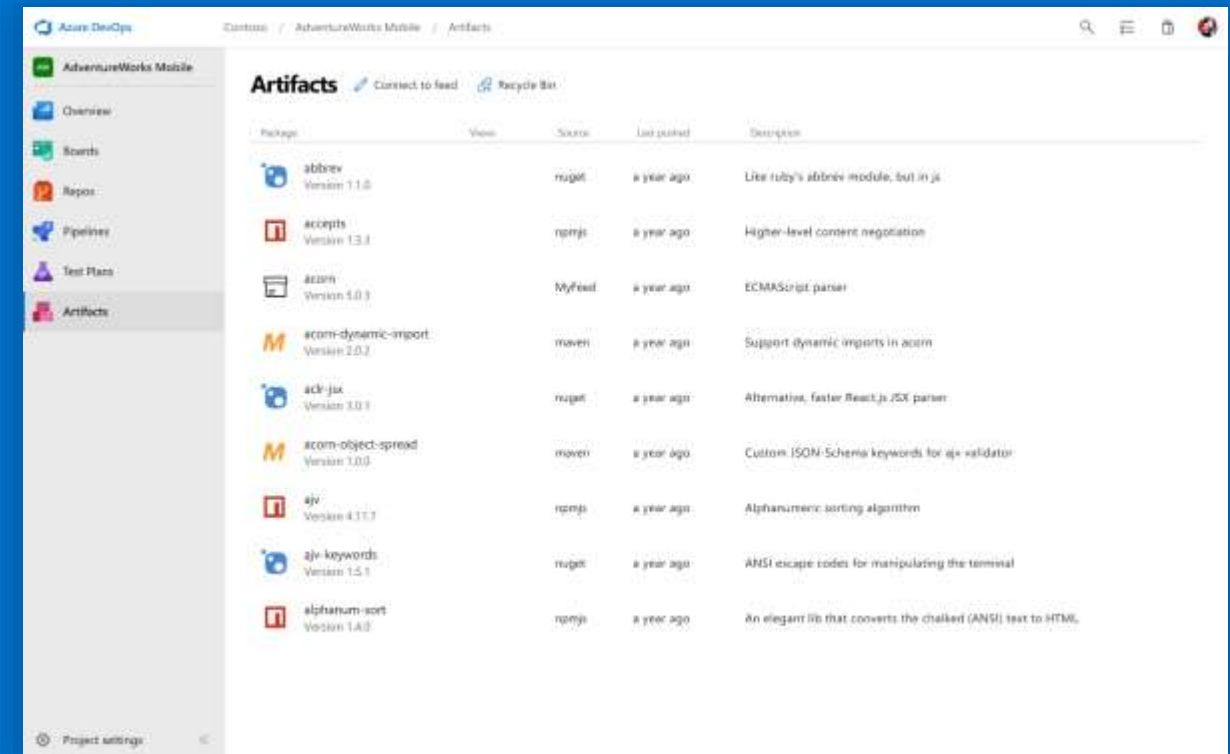 Azure DevOps
Contoso / AdventureWorks Mobile / Artifacts
AdventureWorks Mobile
Overview
Boards
Repos
Pipelines
Test Plans
Artifacts
Project settings
Artifacts Connect to feed Recycle Bin
Package Views Source Last pushed Description
abbrev
Version 1.1.0
nuget a year ago Like ruby's abbrev module, but in js
accepts
Version 1.3.3
npmjs a year ago Higher-level content negotiation
acorn
Version 5.0.3
MyFeed a year ago ECMAScript parser
acorn-dynamic-import
Version 2.0.2
maven a year ago Support dynamic imports in acorn
Version 3.0.1
nuget a year ago Alternative, faster React.js JSX parser
acorn-object-spread
Version 1.0.0
maven a year ago Custom JSON-Schema keywords for ajv validator
ajv
Version 4.11.7
npmjs a year ago Alphanumeric sorting algorithm
ajv-keywords
Version 1.5.1
nuget a year ago ANSI escape codes for manipulating the terminal
alphanum-sort
Version 1.4.0
npmjs a year ago An elegant lib that converts the chalked (ANSI) text to HTML.